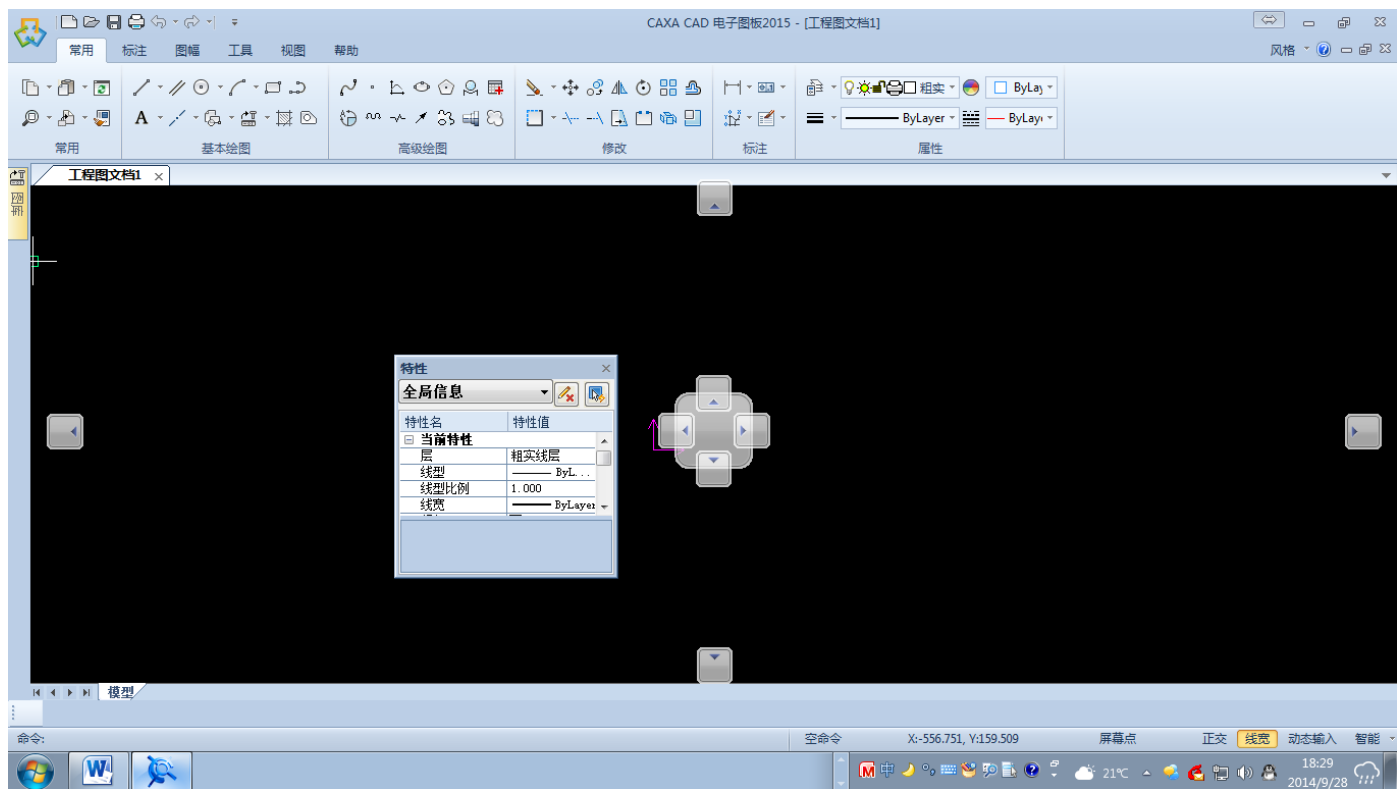 CAXA CAD 电子图板2015 - [工程图文档1]
常用 标注 图幅 工具 视图 帮助 风格
粗实 ByLay
A ByLayer ByLay
常用 基本绘图 高级绘图 修改 标注 属性
工程图文档1
图库
特性
全局信息
特性名 特性值
当前特性
层 粗实线层
线型 ByL...
线型比例 1.000
线宽 ByLayer
模型
命令: 空命令 X:-556.751, Y:159.509 屏幕点 正交 线宽 动态输入 智能
W M 中 21℃ 18:29
2014/9/28